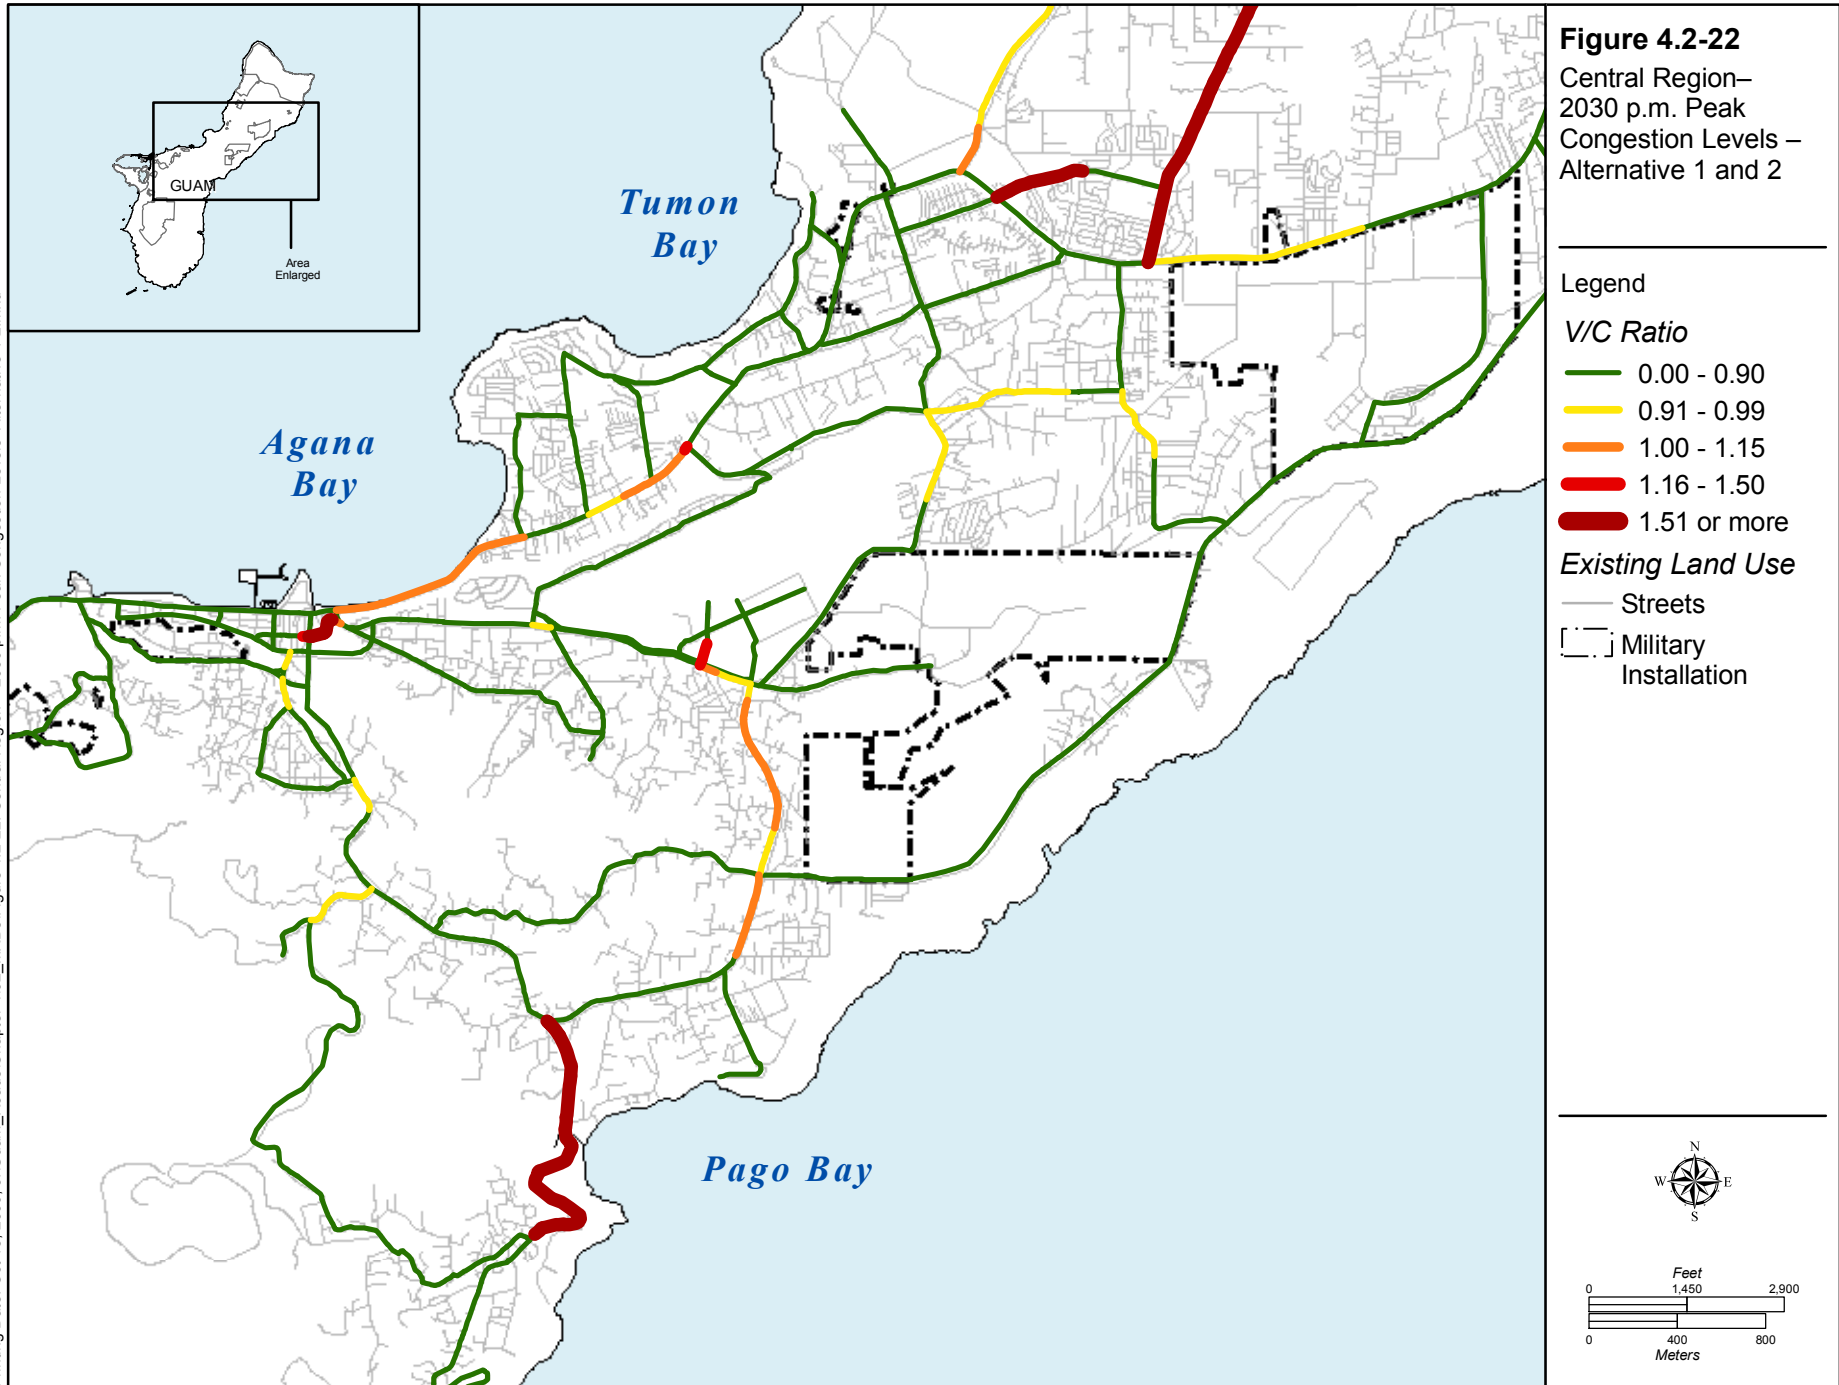 Figure 4.2-22
Central Region–
2030 p.m. Peak
Congestion Levels –
Alternative 1 and 2
Legend
V/C Ratio
0.00 - 0.90
0.91 - 0.99
1.00 - 1.15
1.16 - 1.50
1.51 or more
Existing Land Use
Streets
Military
Installation
N
W
E
S
Feet
0
1,450
2,900
0
400
800
Meters
GUAM
Area
Enlarged
Tumon
Bay
Agana
Bay
Pago Bay